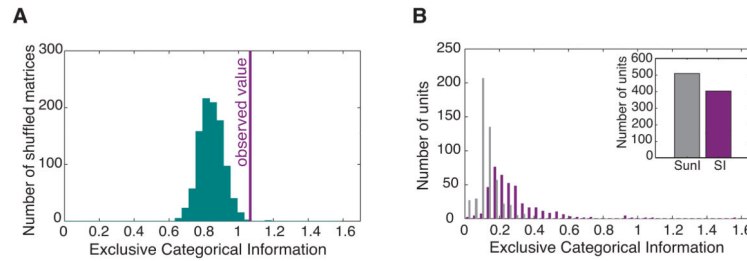 A
Number of shuffled matrices
300
200
100
0
observed value
0 0.2 0.4 0.6 0.8 1 1.2 1.4 1.6
Exclusive Categorical Information
B
Number of units
250
200
150
100
50
0
0 0.2 0.4 0.6 0.8 1 1.2 1.4 1.6
Exclusive Categorical Information
Number of units
600
500
400
300
200
100
0
SunI SI